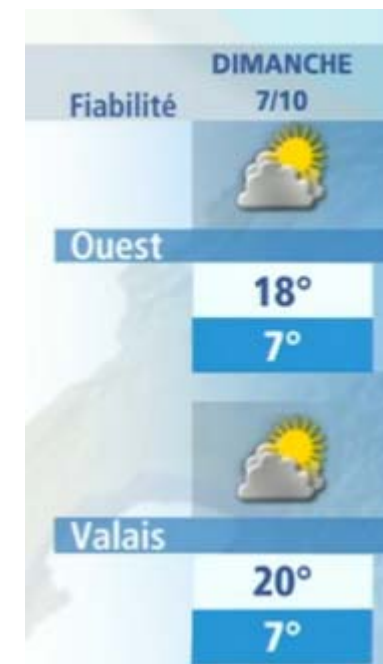 DIMANCHE
Fiabilité 7/10
Ouest
18°
7°
Valais
20°
7°